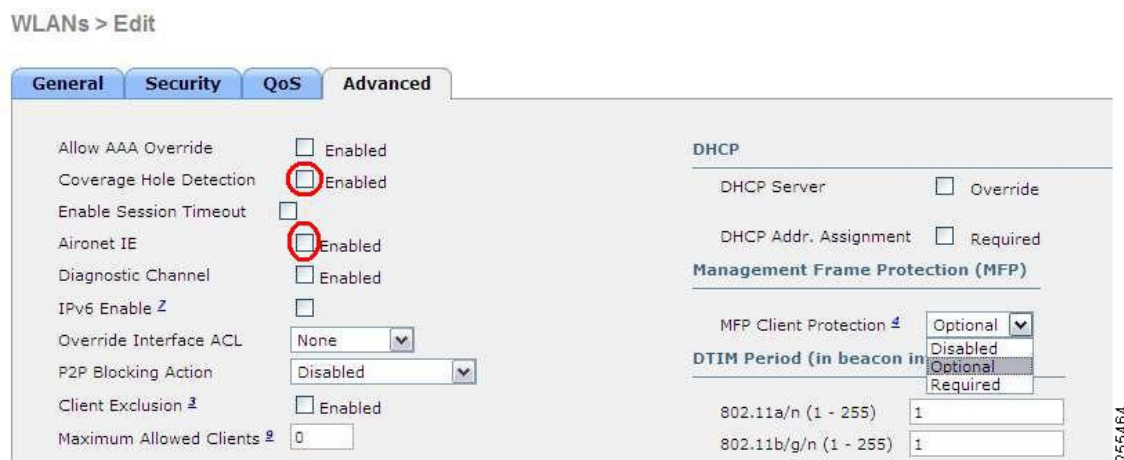 WLANs > Edit
General Security QoS Advanced
Allow AAA Override Enabled
Coverage Hole Detection Enabled
Enable Session Timeout
Aironet IE Enabled
Diagnostic Channel Enabled
IPv6 Enable 7
Override Interface ACL None
P2P Blocking Action Disabled
Client Exclusion 3 Enabled
Maximum Allowed Clients 9 0
DHCP
DHCP Server Override
DHCP Addr. Assignment Required
Management Frame Protection (MFP)
MFP Client Protection 4 Optional
Disabled
Optional
Required
DTIM Period (in beacon in
802.11a/n (1 - 255) 1
802.11b/g/n (1 - 255) 1
255464